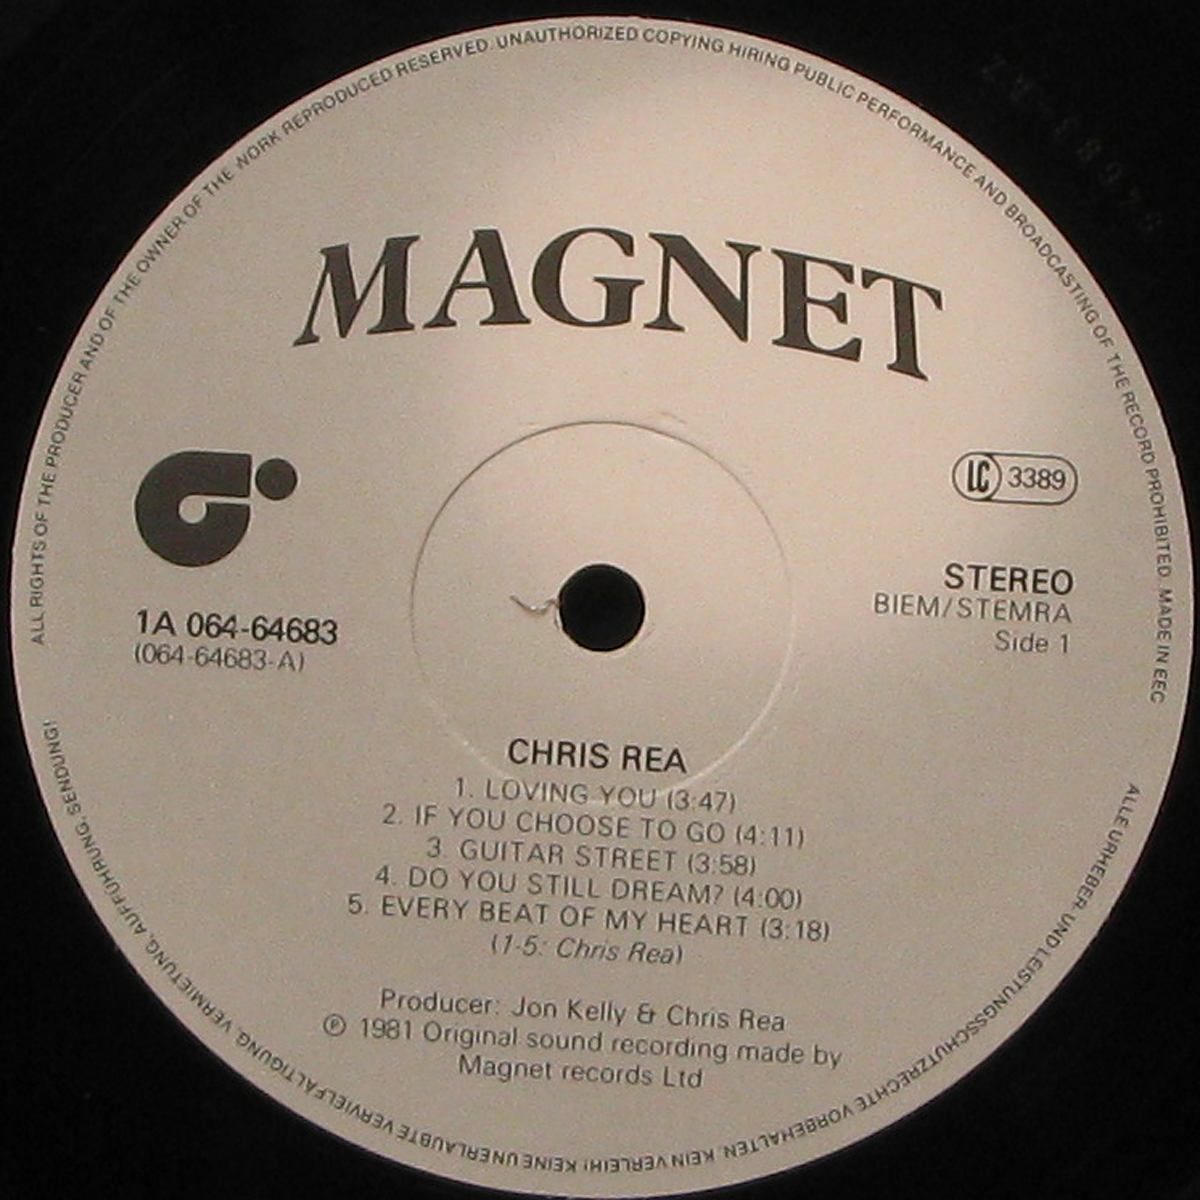 ALL RIGHTS OF THE PRODUCER AND OF THE OWNER OF THE WORK REPRODUCED RESERVED. UNAUTHORIZED COPYING HIRING PUBLIC PERFORMANCE AND BROADCASTING OF THE RECORD PROHIBITED. MADE IN EEC
MAGNET
LC 3389
STEREO
BIEM/STEMRA
Side 1
1A 064-64683
(064-64683-A)
CHRIS REA
1. LOVING YOU (3:47)
2. IF YOU CHOOSE TO GO (4:11)
3. GUITAR STREET (3:58)
4. DO YOU STILL DREAM? (4:00)
5. EVERY BEAT OF MY HEART (3:18)
(1-5: Chris Rea)
Producer: Jon Kelly & Chris Rea
℗ 1981 Original sound recording made by
Magnet records Ltd
ALLE URHEBER- UND LEISTUNGSSCHUTZRECHTE VORBEHALTEN. KEIN VERLEIH! KEINE UNERLAUBTE VERVIELFÄLTIGUNG, VERMIETUNG, AUFFÜHRUNG, SENDUNG!